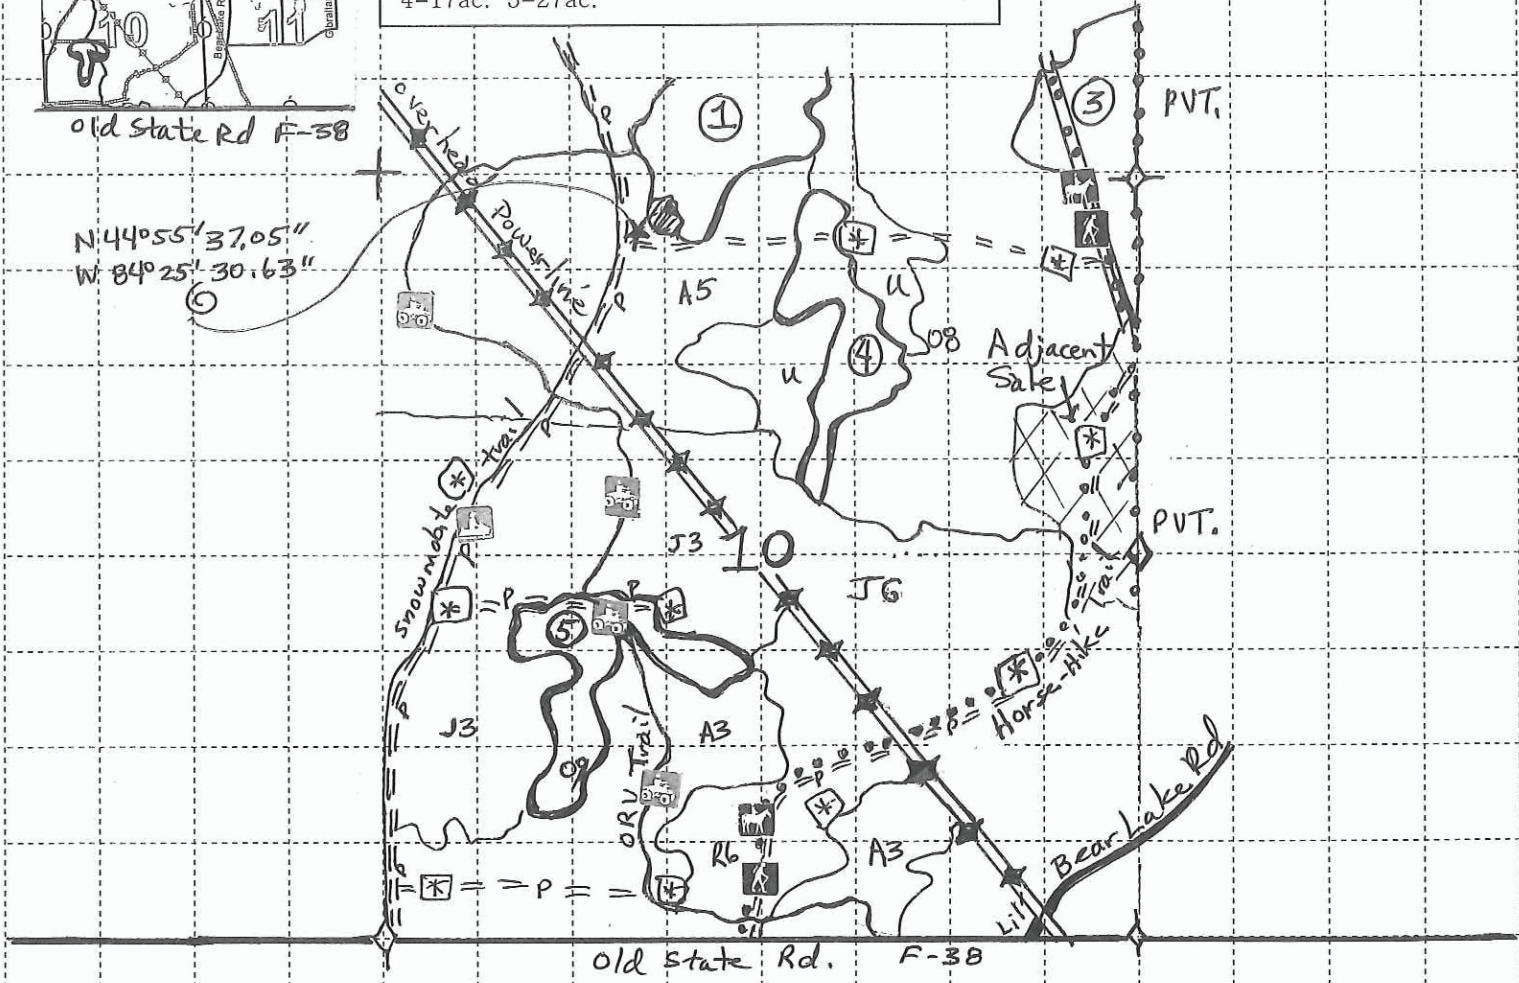 10
11
4-17ac. 5-27ac.
Old State Rd F-38
overhead
Powerline
P
1
3
PVT.
N 44°55'37.05"
W 84°25'30.63"
A5
u
P
08
4
u
Adjacent
Sale
trail
P
Snowmobile
P
PVT.
J3
10
J6
P
P
5
Trail
Horse-Hike
P
J3
ORV Trail
A3
P
P
R6
A3
Bear Lake Rd
P
P
Old State Rd. F-38